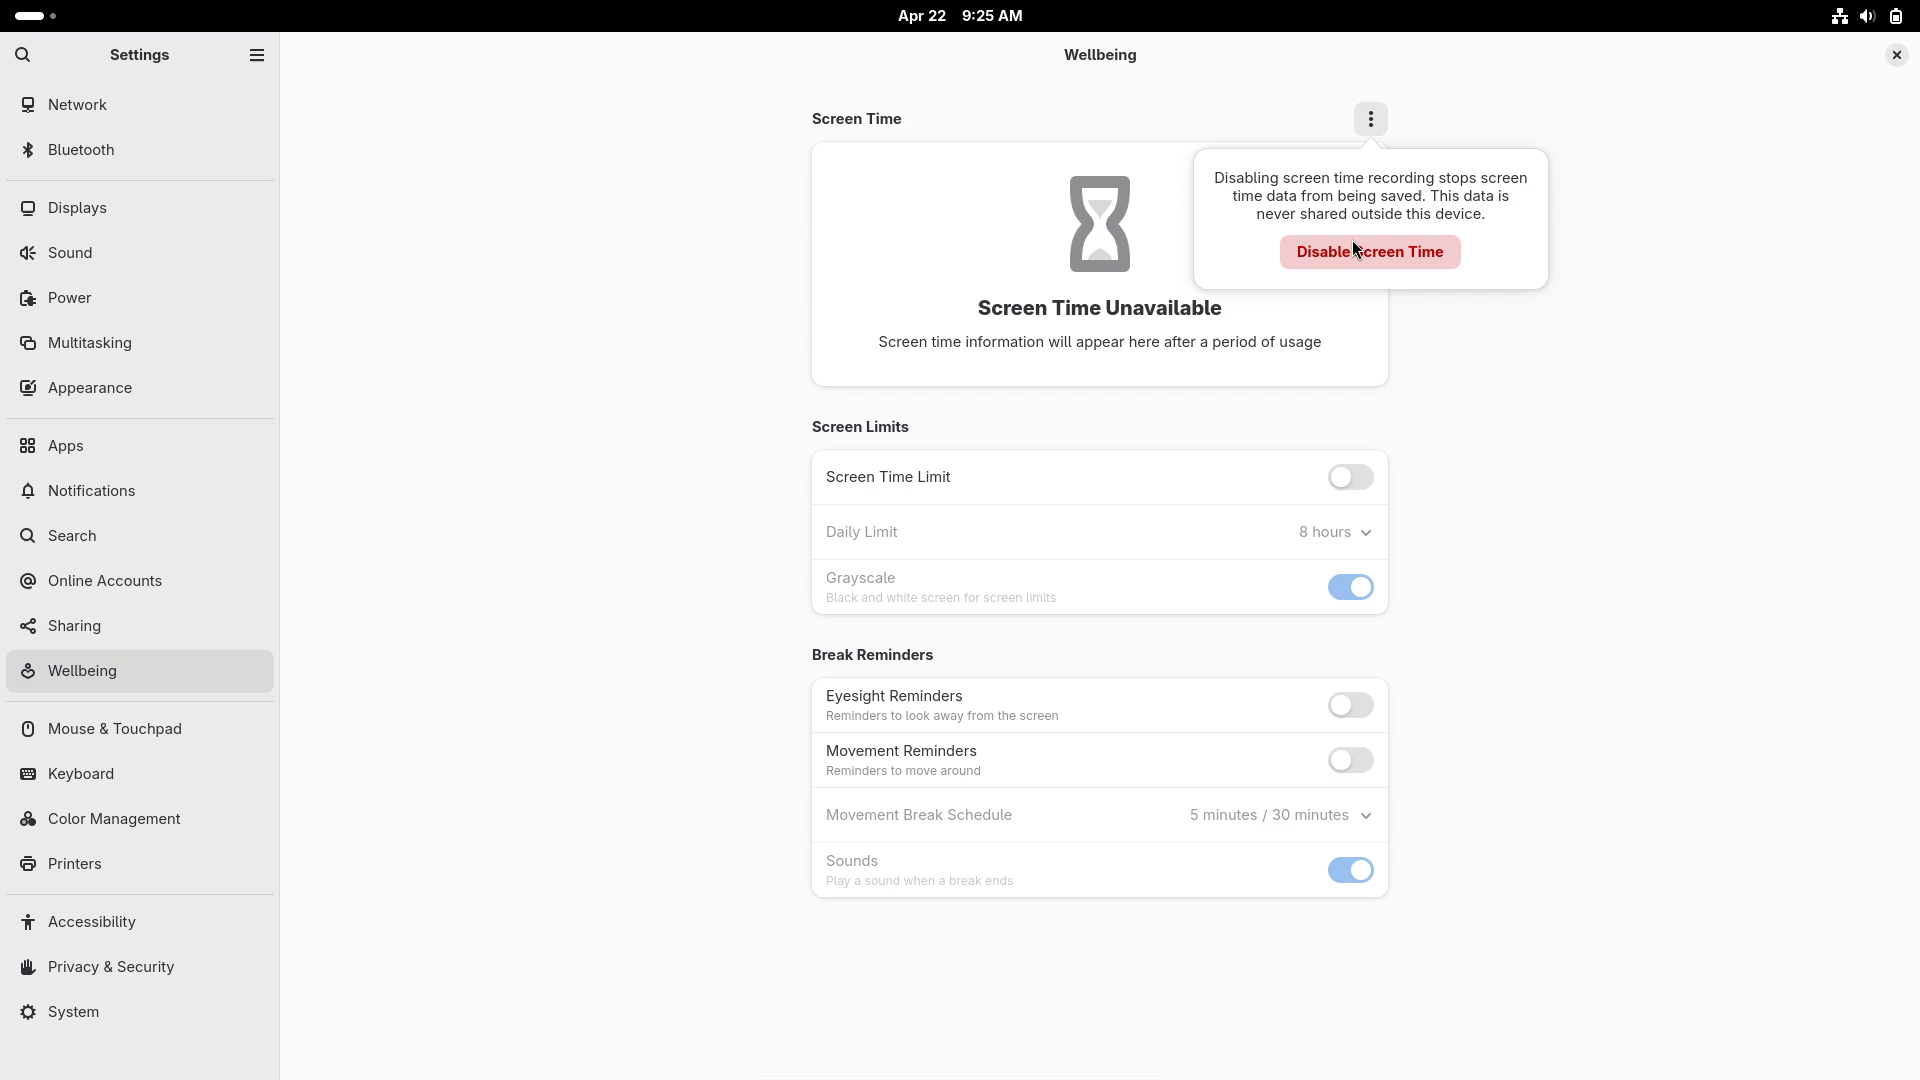 Apr 22 9:25 AM
Settings
Wellbeing
Network
Bluetooth
Displays
Sound
Power
Multitasking
Appearance
Apps
Notifications
Search
Online Accounts
Sharing
Wellbeing
Mouse & Touchpad
Keyboard
Color Management
Printers
Accessibility
Privacy & Security
System
Screen Time
Disabling screen time recording stops screen
time data from being saved. This data is
never shared outside this device.
Disable Screen Time
Screen Time Unavailable
Screen time information will appear here after a period of usage
Screen Limits
Screen Time Limit
Daily Limit 8 hours
Grayscale
Black and white screen for screen limits
Break Reminders
Eyesight Reminders
Reminders to look away from the screen
Movement Reminders
Reminders to move around
Movement Break Schedule 5 minutes / 30 minutes
Sounds
Play a sound when a break ends